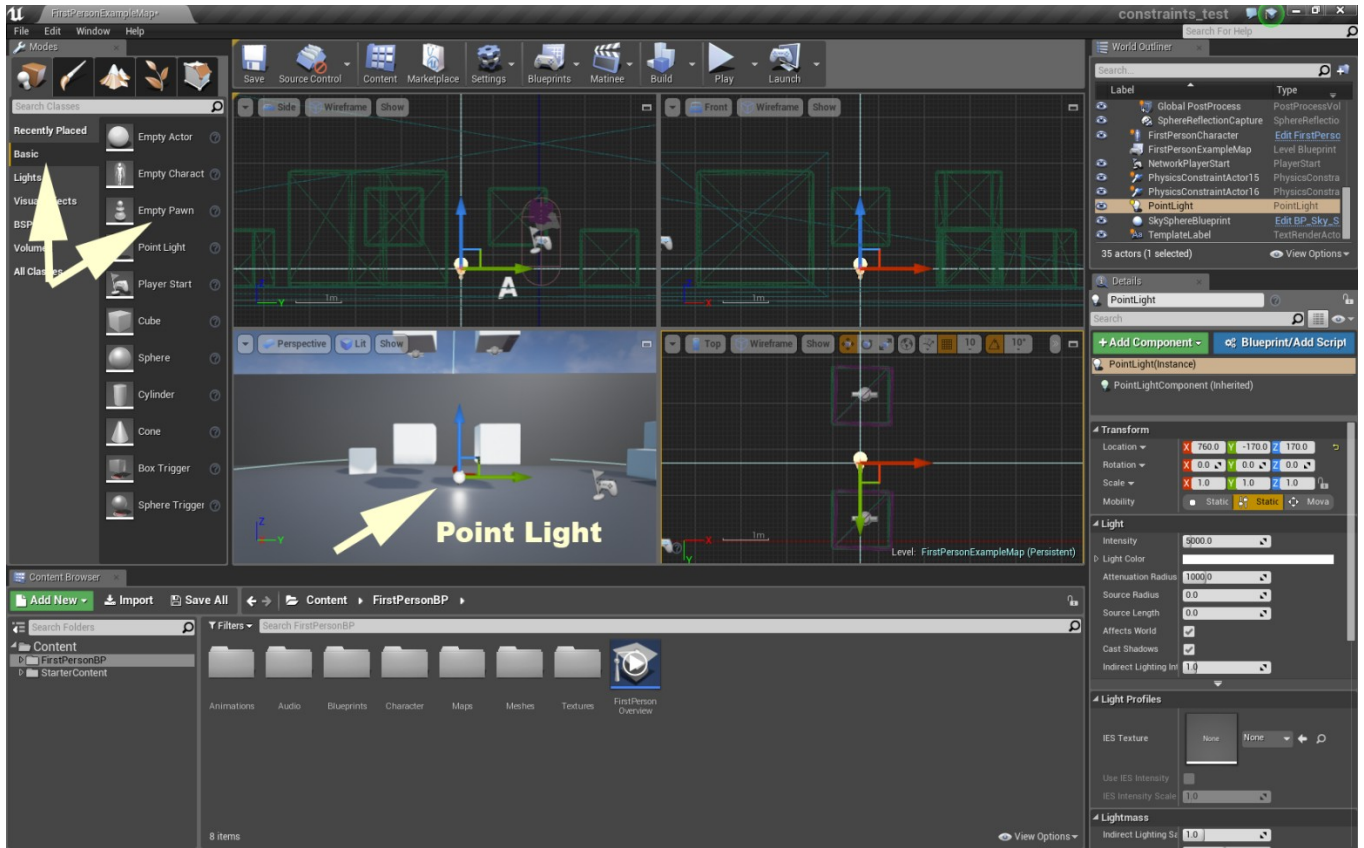 FirstPersonExampleMap*
constraints_test
File Edit Window Help
Search For Help
Modes
Save Source Control Content Marketplace Settings Blueprints Matinee Build Play Launch
Search Classes
Recently Placed
Basic
Lights
BSP
All Classes
Empty Actor
Empty Charact
Empty Pawn
Point Light
Player Start
Cube
Sphere
Cylinder
Cone
Box Trigger
Sphere Trigger
Side Wireframe Show
1m
A
Front Wireframe Show
1m
Perspective Lit Show
Point Light
Z
Y
Top Wireframe Show 10 10°
X
1m
Y
Level: FirstPersonExampleMap (Persistent)
World Outliner
Search...
Label Type
Global PostProcess PostProcessVol
SphereReflectionCapture SphereReflectio
FirstPersonCharacter Edit FirstPerso
FirstPersonExampleMap Level Blueprint
NetworkPlayerStart PlayerStart
PhysicsConstraintActor15 PhysicsConstra
PhysicsConstraintActor16 PhysicsConstra
PointLight PointLight
SkySphereBlueprint Edit BP_Sky_S
TemplateLabel TextRenderActo
35 actors (1 selected) View Options
Details
PointLight
Search
+Add Component Blueprint/Add Script
PointLight(Instance)
PointLightComponent (Inherited)
Transform
Location X 760.0 Y -170.0 Z 170.0
Rotation X 0.0 Y 0.0 Z 0.0
Scale X 1.0 Y 1.0 Z 1.0
Mobility Static Static Mova
Light
Intensity 5000.0
Light Color
Attenuation Radius 1000.0
Source Radius 0.0
Source Length 0.0
Affects World
Cast Shadows
Indirect Lighting Int 1.0
Light Profiles
IES Texture None None
Use IES Intensity
IES Intensity Scale 1.0
Lightmass
Indirect Lighting Sa 1.0
Content Browser
Add New Import Save All Content FirstPersonBP
Search Folders
Content
FirstPersonBP
StarterContent
Filters Search FirstPersonBP
Animations Audio Blueprints Character Maps Meshes Textures FirstPerson
Overview
8 items View Options